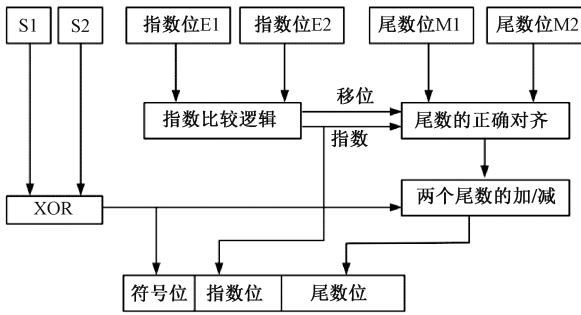 S1 S2 指数位E1 指数位E2 尾数位M1 尾数位M2
移位
指数比较逻辑 尾数的正确对齐
指数
XOR 两个尾数的加/减
符号位 指数位 尾数位